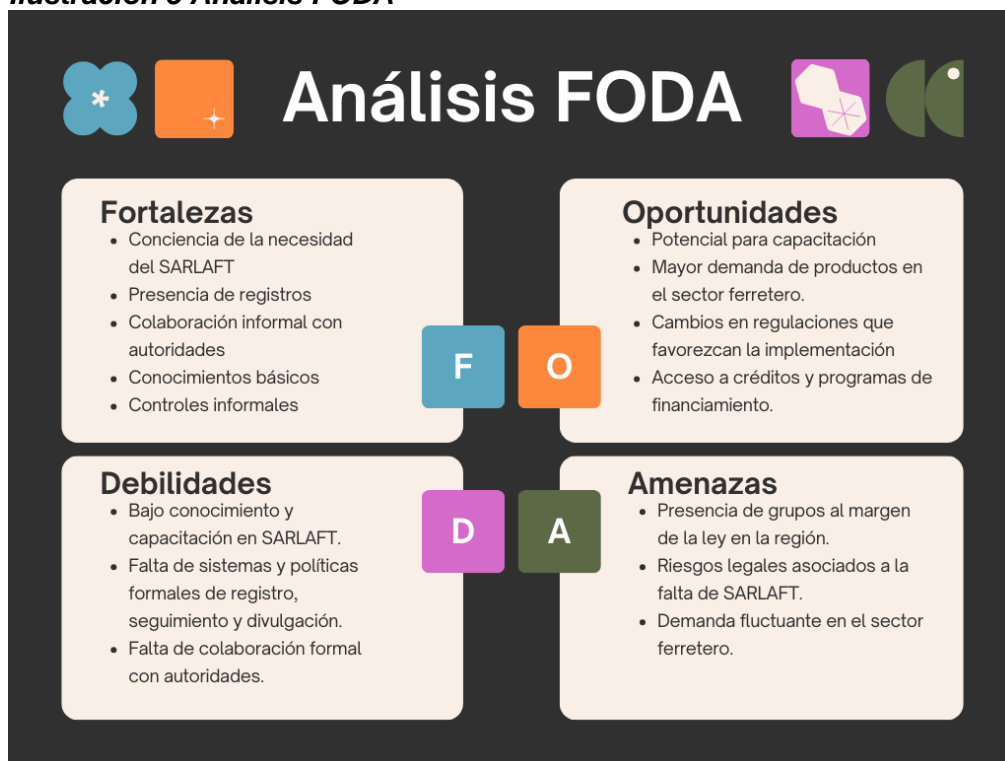 Análisis FODA
Fortalezas
• Conciencia de la necesidad
del SARLAFT
• Presencia de registros
• Colaboración informal con
autoridades
• Conocimientos básicos
• Controles informales
Oportunidades
• Potencial para capacitación
• Mayor demanda de productos en
el sector ferretero.
• Cambios en regulaciones que
favorezcan la implementación
• Acceso a créditos y programas de
financiamiento.
F
O
Debilidades
• Bajo conocimiento y
capacitación en SARLAFT.
• Falta de sistemas y políticas
formales de registro,
seguimiento y divulgación.
• Falta de colaboración formal
con autoridades.
D
A
Amenazas
• Presencia de grupos al margen
de la ley en la región.
• Riesgos legales asociados a la
falta de SARLAFT.
• Demanda fluctuante en el sector
ferretero.